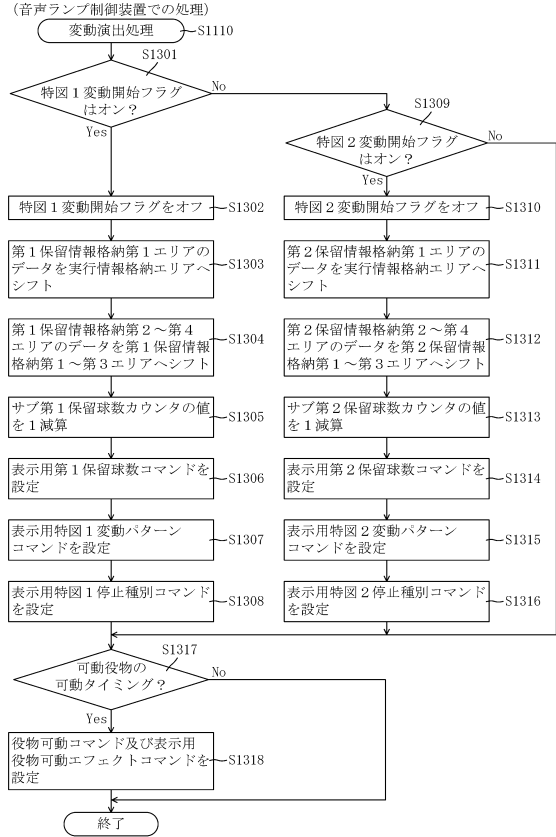 (音声ランプ制御装置での処理)
変動演出処理
S1110
S1301
特図1変動開始フラグ
はオン?
No
Yes
S1309
特図2変動開始フラグ
はオン?
No
Yes
特図1変動開始フラグをオフ
S1302
特図2変動開始フラグをオフ
S1310
第1保留情報格納第1エリアの
データを実行情報格納エリアへ
シフト
S1303
第2保留情報格納第1エリアの
データを実行情報格納エリアへ
シフト
S1311
第1保留情報格納第2~第4
エリアのデータを第1保留情報
格納第1~第3エリアへシフト
S1304
第2保留情報格納第2~第4
エリアのデータを第2保留情報
格納第1~第3エリアへシフト
S1312
サブ第1保留球数カウンタの値
を1減算
S1305
サブ第2保留球数カウンタの値
を1減算
S1313
表示用第1保留球数コマンドを
設定
S1306
表示用第2保留球数コマンドを
設定
S1314
表示用特図1変動パターン
コマンドを設定
S1307
表示用特図2変動パターン
コマンドを設定
S1315
表示用特図1停止種別コマンド
を設定
S1308
表示用特図2停止種別コマンド
を設定
S1316
S1317
可動役物の
可動タイミング?
No
Yes
役物可動コマンド及び表示用
役物可動エフェクトコマンドを
設定
S1318
終了